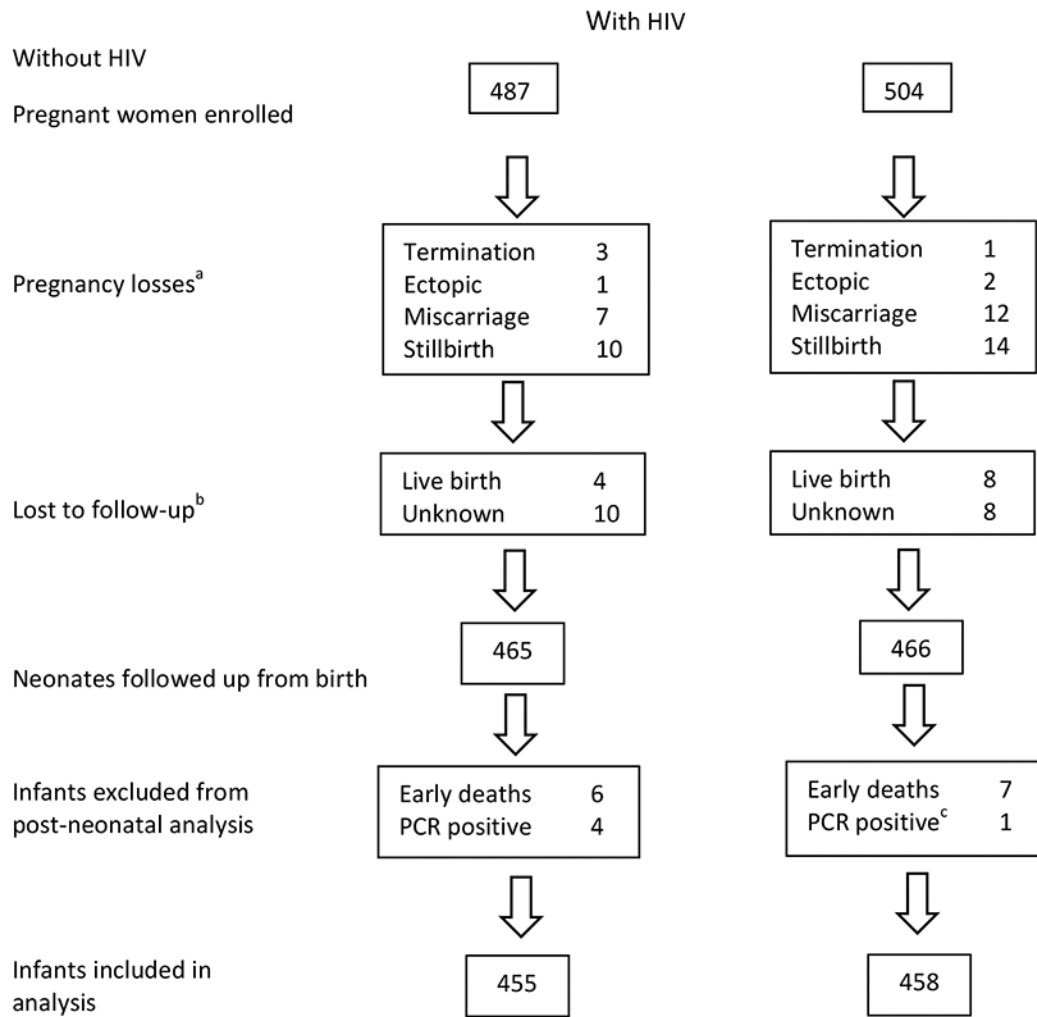 With HIV
Without HIV
Pregnant women enrolled
487
504
Pregnancy lossesᵃ
Termination 3
Ectopic 1
Miscarriage 7
Stillbirth 10
Termination 1
Ectopic 2
Miscarriage 12
Stillbirth 14
Lost to follow-upᵇ
Live birth 4
Unknown 10
Live birth 8
Unknown 8
Neonates followed up from birth
465
466
Infants excluded from
post-neonatal analysis
Early deaths 6
PCR positive 4
Early deaths 7
PCR positiveᶜ 1
Infants included in
analysis
455
458